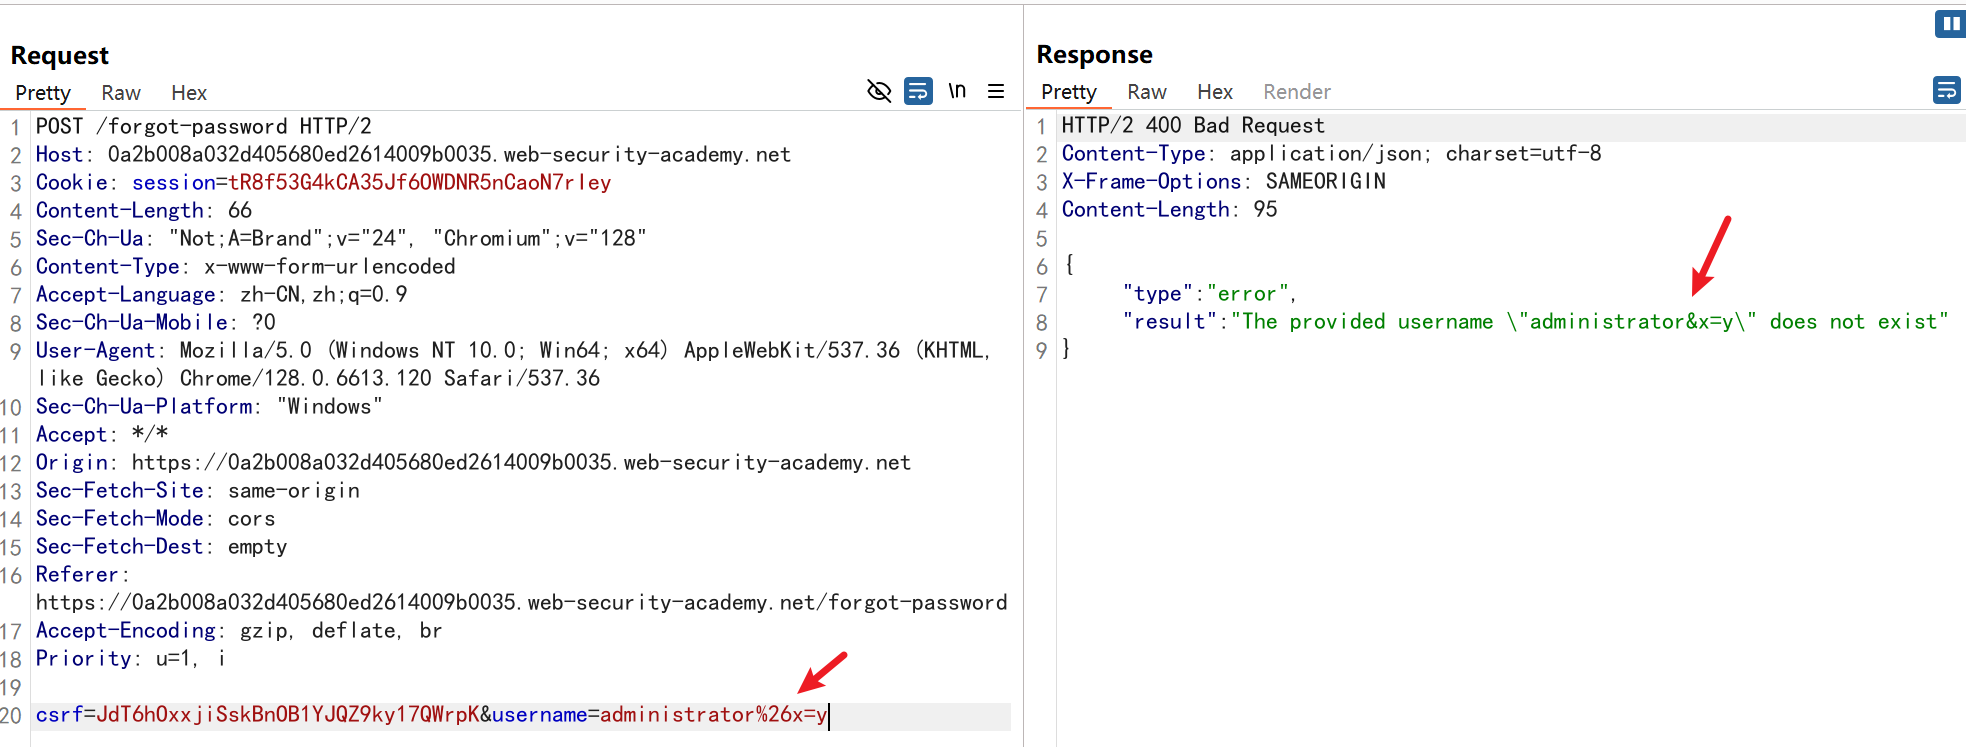 Request
Pretty Raw Hex \n
1 POST /forgot-password HTTP/2
2 Host: 0a2b008a032d405680ed2614009b0035.web-security-academy.net
3 Cookie: session=tR8f53G4kCA35Jf6OWDNR5nCaoN7rIey
4 Content-Length: 66
5 Sec-Ch-Ua: "Not;A=Brand";v="24", "Chromium";v="128"
6 Content-Type: x-www-form-urlencoded
7 Accept-Language: zh-CN,zh;q=0.9
8 Sec-Ch-Ua-Mobile: ?0
9 User-Agent: Mozilla/5.0 (Windows NT 10.0; Win64; x64) AppleWebKit/537.36 (KHTML,
like Gecko) Chrome/128.0.6613.120 Safari/537.36
10 Sec-Ch-Ua-Platform: "Windows"
11 Accept: */*
12 Origin: https://0a2b008a032d405680ed2614009b0035.web-security-academy.net
13 Sec-Fetch-Site: same-origin
14 Sec-Fetch-Mode: cors
15 Sec-Fetch-Dest: empty
16 Referer:
https://0a2b008a032d405680ed2614009b0035.web-security-academy.net/forgot-password
17 Accept-Encoding: gzip, deflate, br
18 Priority: u=1, i
19
20 csrf=JdT6hOxxjiSskBnOB1YJQZ9ky17QWrpK&username=administrator%26x=y
Response
Pretty Raw Hex Render
1 HTTP/2 400 Bad Request
2 Content-Type: application/json; charset=utf-8
3 X-Frame-Options: SAMEORIGIN
4 Content-Length: 95
5
6 {
7 "type":"error",
8 "result":"The provided username \"administrator&x=y\" does not exist"
9 }